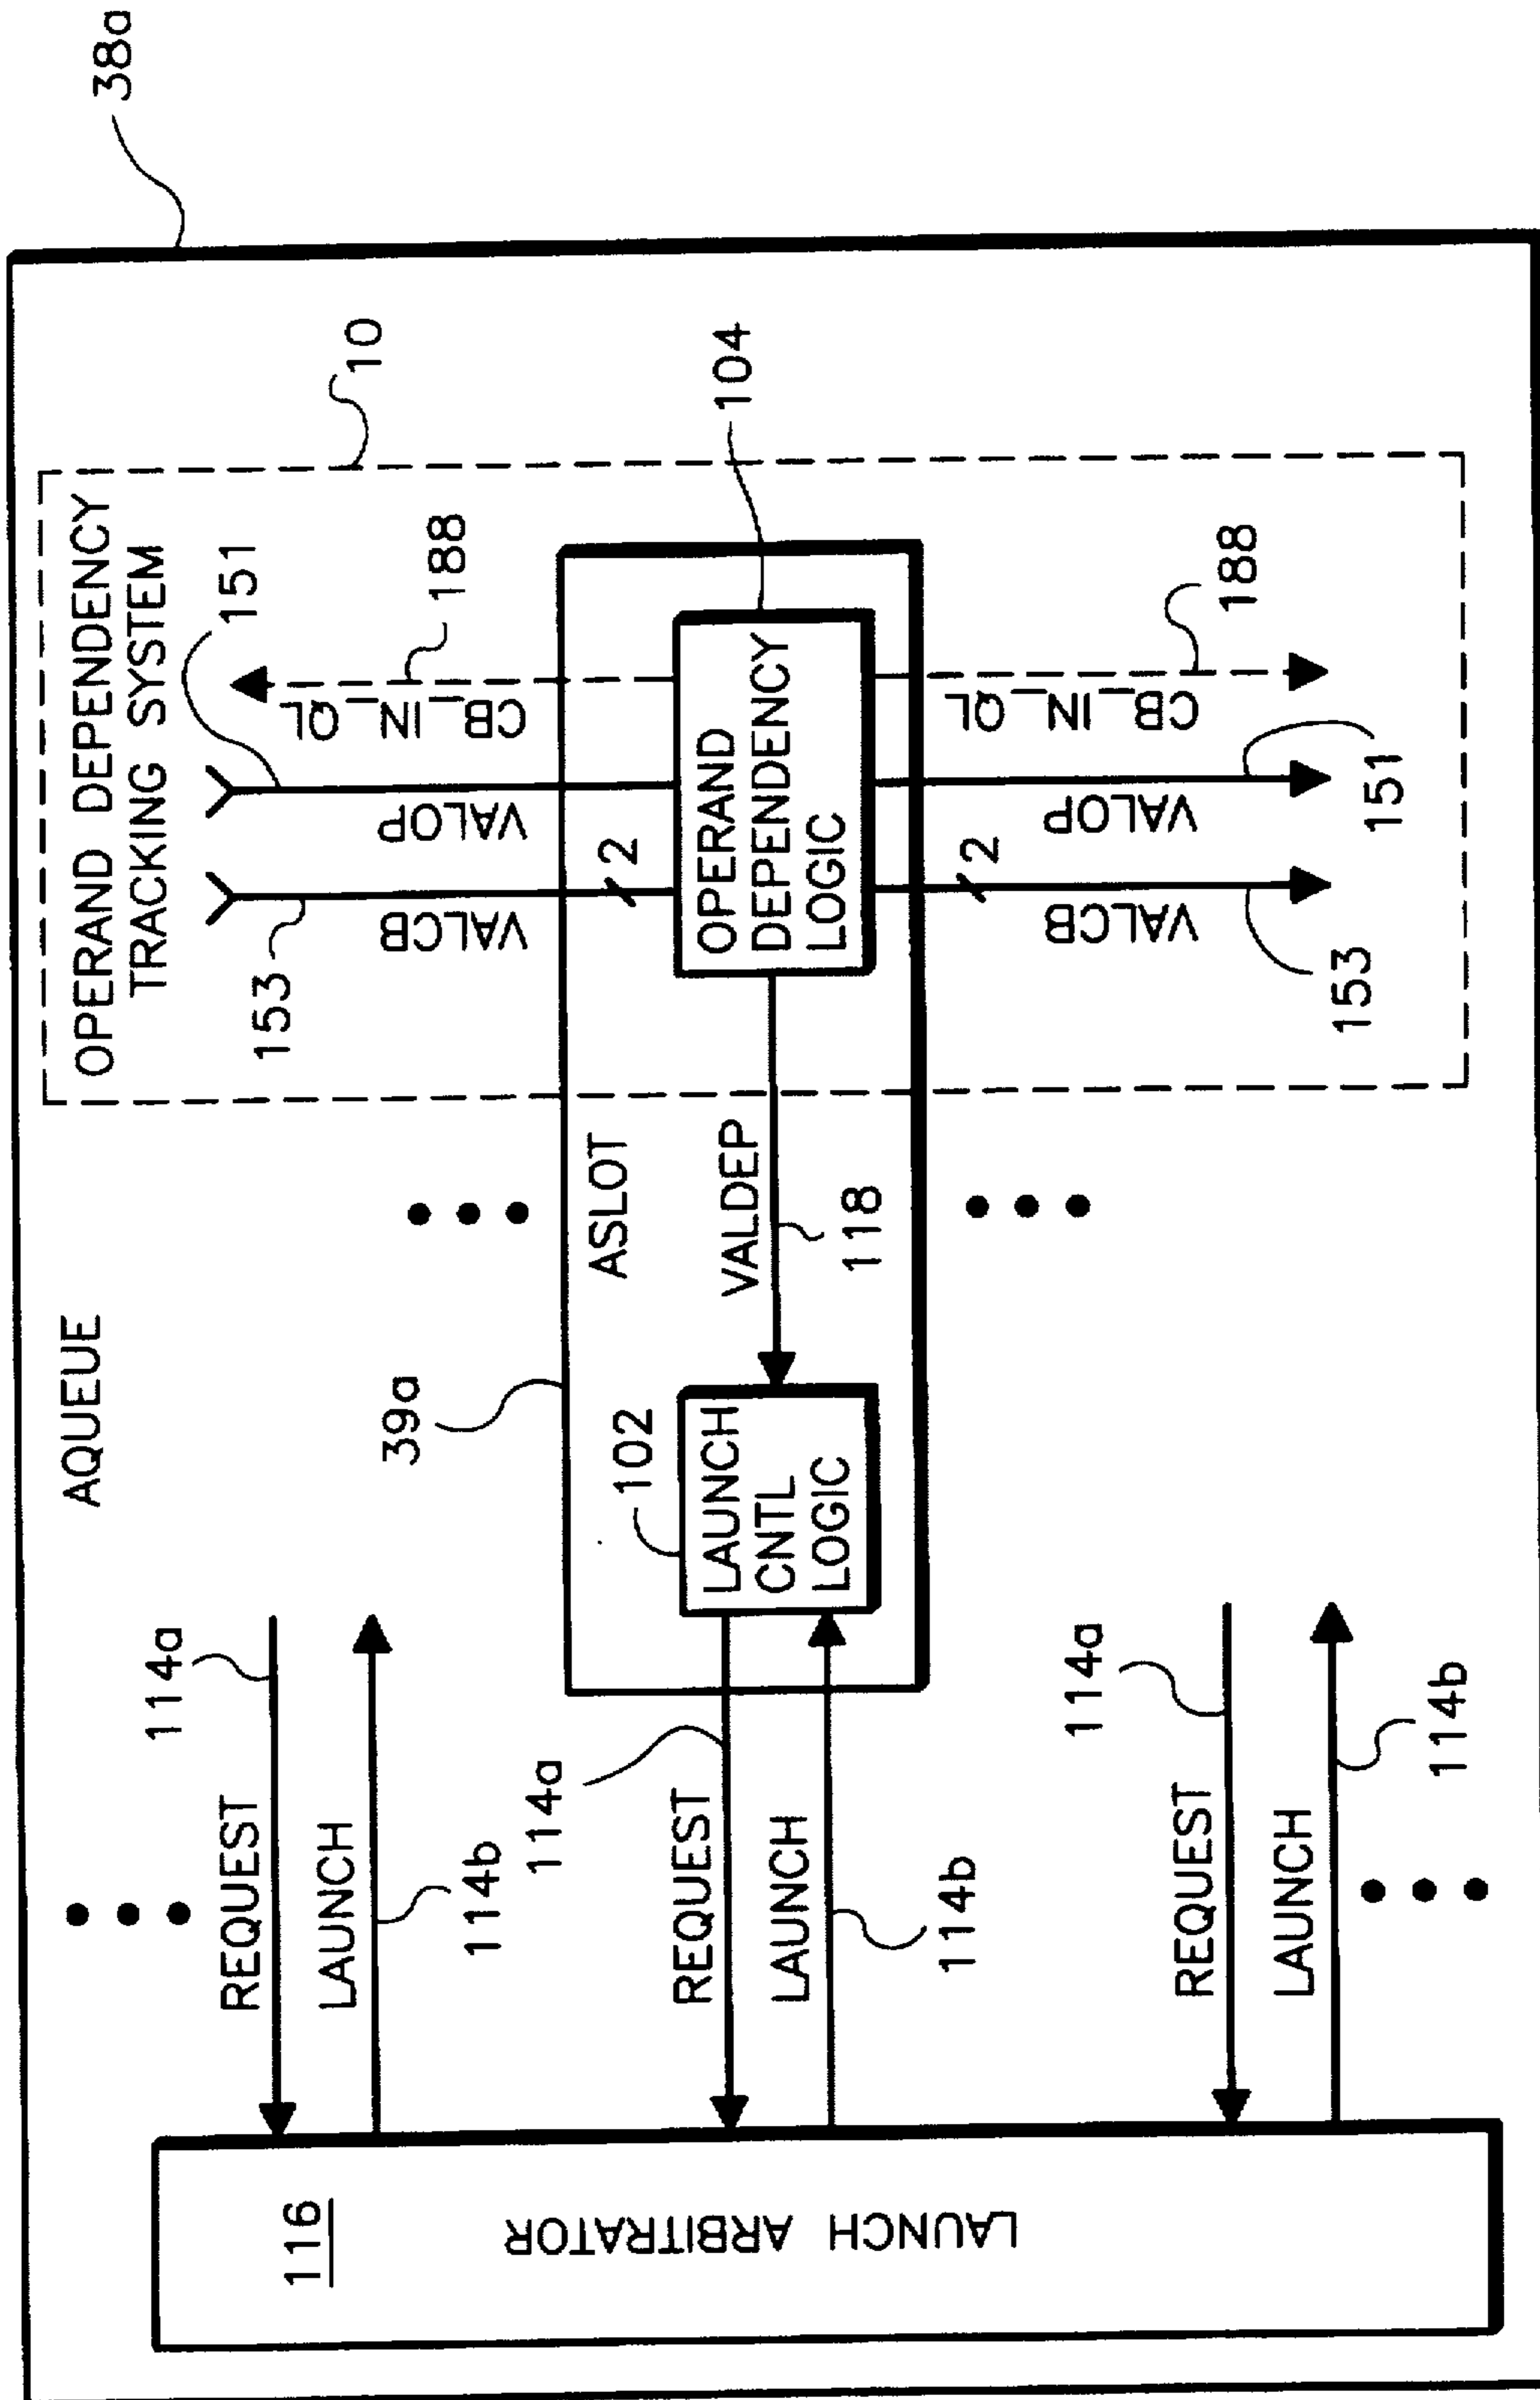 38a
AQUEUE
OPERAND DEPENDENCY
TRACKING SYSTEM
10
153
151
VALCB
VALOP
CB_IN_QL
188
104
39a
ASLOT
2
102
LAUNCH
CNTL
LOGIC
VALDEP
118
OPERAND
DEPENDENCY
LOGIC
2
VALCB
VALOP
CB_IN_QL
188
153
151
116
LAUNCH ARBITRATOR
REQUEST
114a
LAUNCH
114b
REQUEST
114a
LAUNCH
114b
REQUEST
114a
LAUNCH
114b